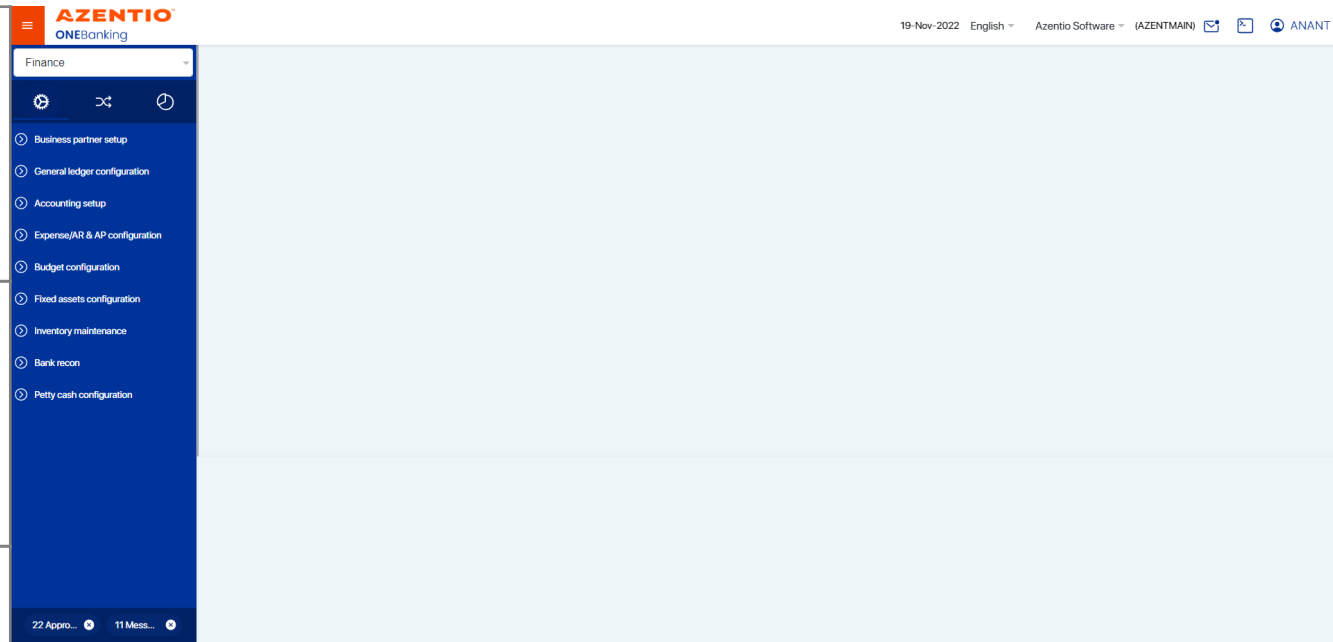 AZENTIO™
ONEBanking
19-Nov-2022 English Azentio Software (AZENTMAIN) ANANT
Finance
Business partner setup
General ledger configuration
Accounting setup
Expense/AR & AP configuration
Budget configuration
Fixed assets configuration
Inventory maintenance
Bank recon
Petty cash configuration
22 Appro... 11 Mess...